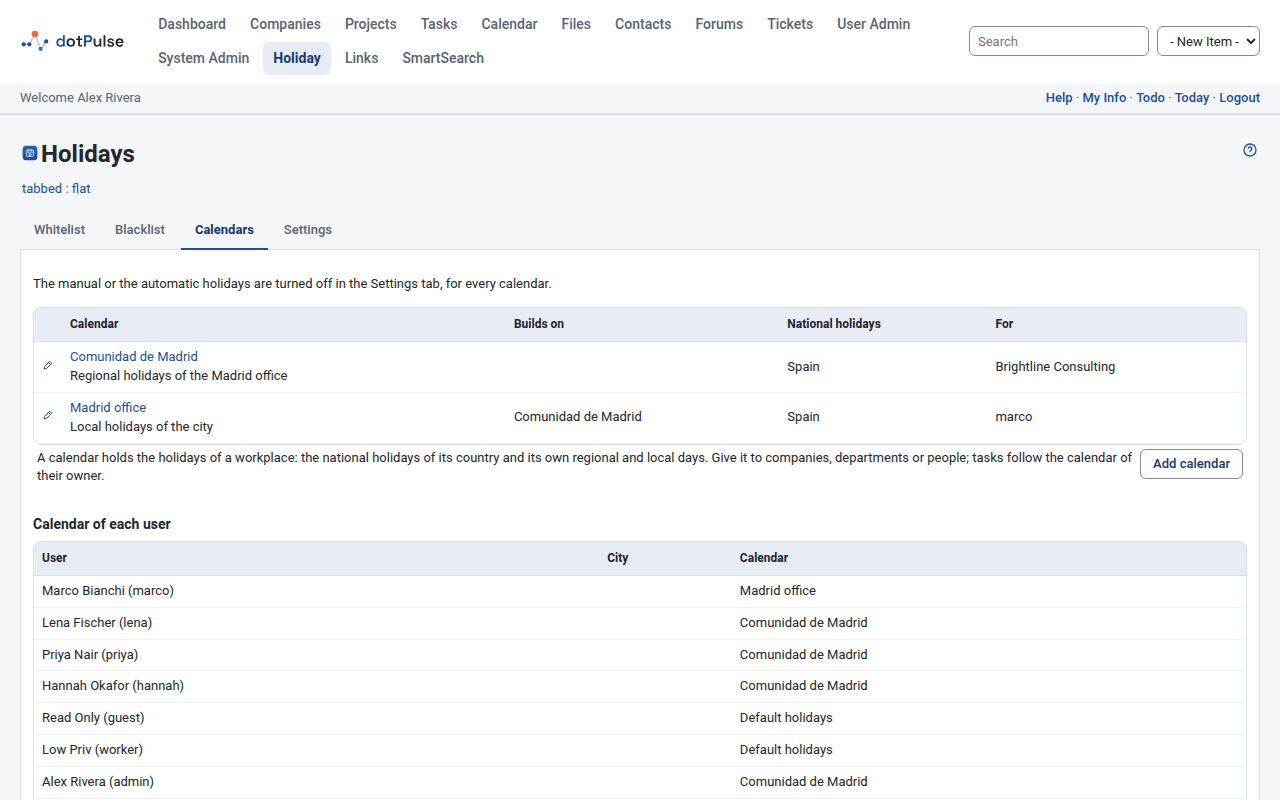 dotPulse
Dashboard Companies Projects Tasks Calendar Files Contacts Forums Tickets User Admin
System Admin Holiday Links SmartSearch
Search
- New Item -
Welcome Alex Rivera
Help · My Info · Todo · Today · Logout
Holidays
tabbed : flat
Whitelist Blacklist Calendars Settings
The manual or the automatic holidays are turned off in the Settings tab, for every calendar.
Calendar Builds on National holidays For
Comunidad de Madrid
Regional holidays of the Madrid office
Spain Brightline Consulting
Madrid office
Local holidays of the city
Comunidad de Madrid Spain marco
A calendar holds the holidays of a workplace: the national holidays of its country and its own regional and local days. Give it to companies, departments or people; tasks follow the calendar of
their owner.
Add calendar
Calendar of each user
User City Calendar
Marco Bianchi (marco) Madrid office
Lena Fischer (lena) Comunidad de Madrid
Priya Nair (priya) Comunidad de Madrid
Hannah Okafor (hannah) Comunidad de Madrid
Read Only (guest) Default holidays
Low Priv (worker) Default holidays
Alex Rivera (admin) Comunidad de Madrid